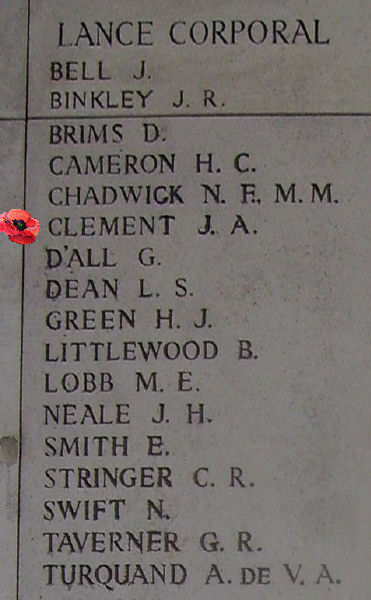 LANCE CORPORAL
BELL J.
BINKLEY J. R.
BRIMS D.
CAMERON H. C.
CHADWICK N. F., M. M.
CLEMENT J. A.
D'ALL G.
DEAN L. S.
GREEN H. J.
LITTLEWOOD B.
LOBB M. E.
NEALE J. H.
SMITH E.
STRINGER C. R.
SWIFT N.
TAVERNER G. R.
TURQUAND A. DE V. A.